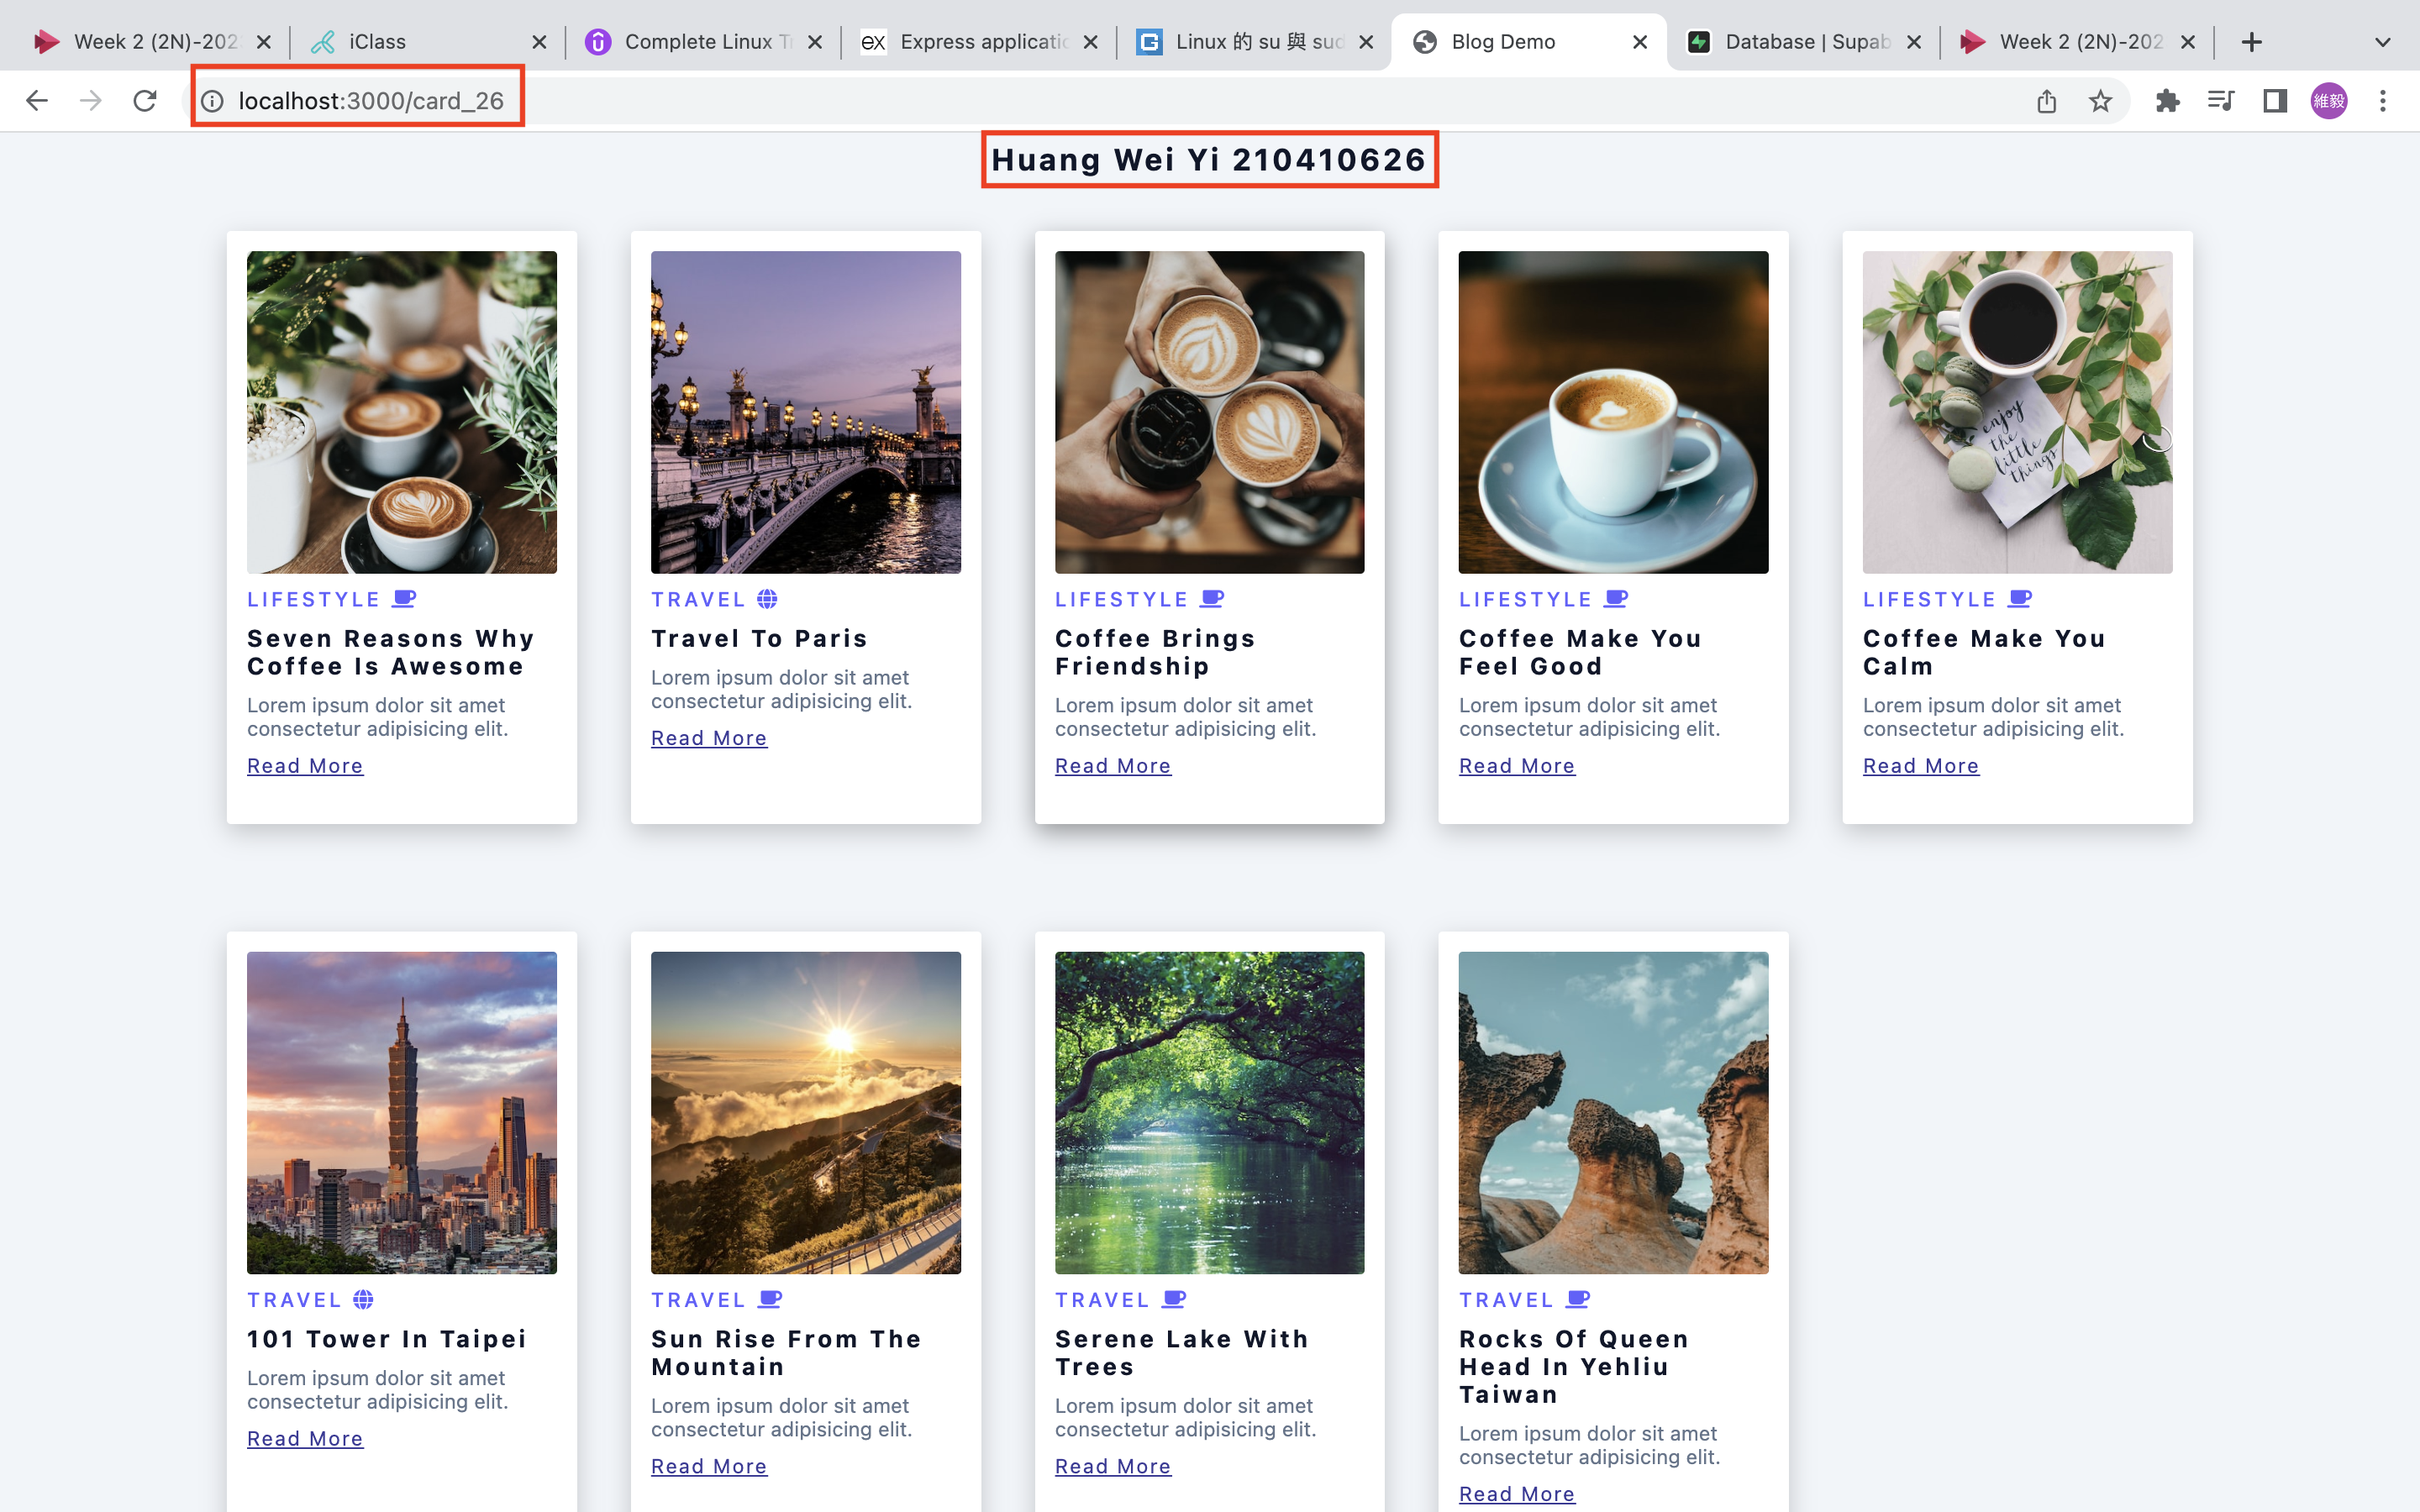 Week 2 (2N)-202
iClass
Complete Linux Tr
Express applicatio
Linux 的 su 與 sud
Blog Demo
Database | Supab
Week 2 (2N)-202
localhost:3000/card_26
維毅
Huang Wei Yi 210410626
enjoy
the
little
things
LIFESTYLE
Seven Reasons Why
Coffee Is Awesome
Lorem ipsum dolor sit amet
consectetur adipisicing elit.
Read More
TRAVEL
Travel To Paris
Lorem ipsum dolor sit amet
consectetur adipisicing elit.
Read More
LIFESTYLE
Coffee Brings
Friendship
Lorem ipsum dolor sit amet
consectetur adipisicing elit.
Read More
LIFESTYLE
Coffee Make You
Feel Good
Lorem ipsum dolor sit amet
consectetur adipisicing elit.
Read More
LIFESTYLE
Coffee Make You
Calm
Lorem ipsum dolor sit amet
consectetur adipisicing elit.
Read More
TRAVEL
101 Tower In Taipei
Lorem ipsum dolor sit amet
consectetur adipisicing elit.
Read More
TRAVEL
Sun Rise From The
Mountain
Lorem ipsum dolor sit amet
consectetur adipisicing elit.
Read More
TRAVEL
Serene Lake With
Trees
Lorem ipsum dolor sit amet
consectetur adipisicing elit.
Read More
TRAVEL
Rocks Of Queen
Head In Yehliu
Taiwan
Lorem ipsum dolor sit amet
consectetur adipisicing elit.
Read More